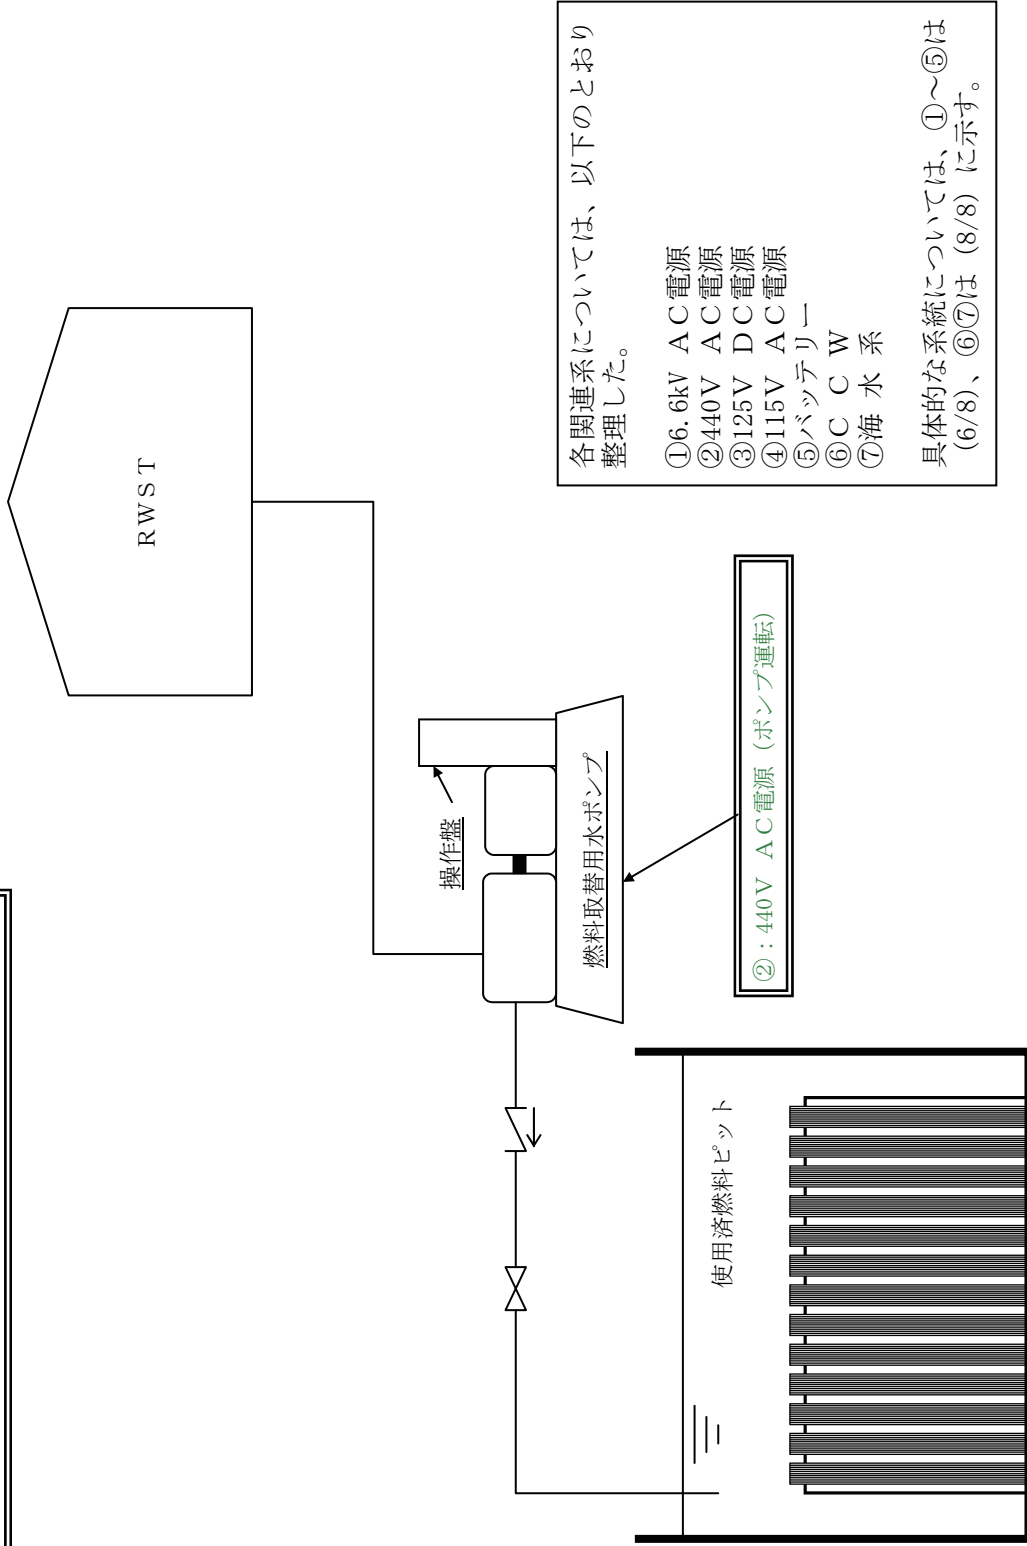 RWST
操作盤
燃料取替用水ポンプ
使用済燃料ピット
②：440V AC電源（ポンプ運転）
各関連系については、以下のとおり
整理した。
①6.6kV AC電源
②440V AC電源
③125V DC電源
④115V AC電源
⑤バッテリー
⑥C C W
⑦海 水 系
具体的な系統については、①～⑤は
(6/8)、⑥⑦は (8/8) に示す。